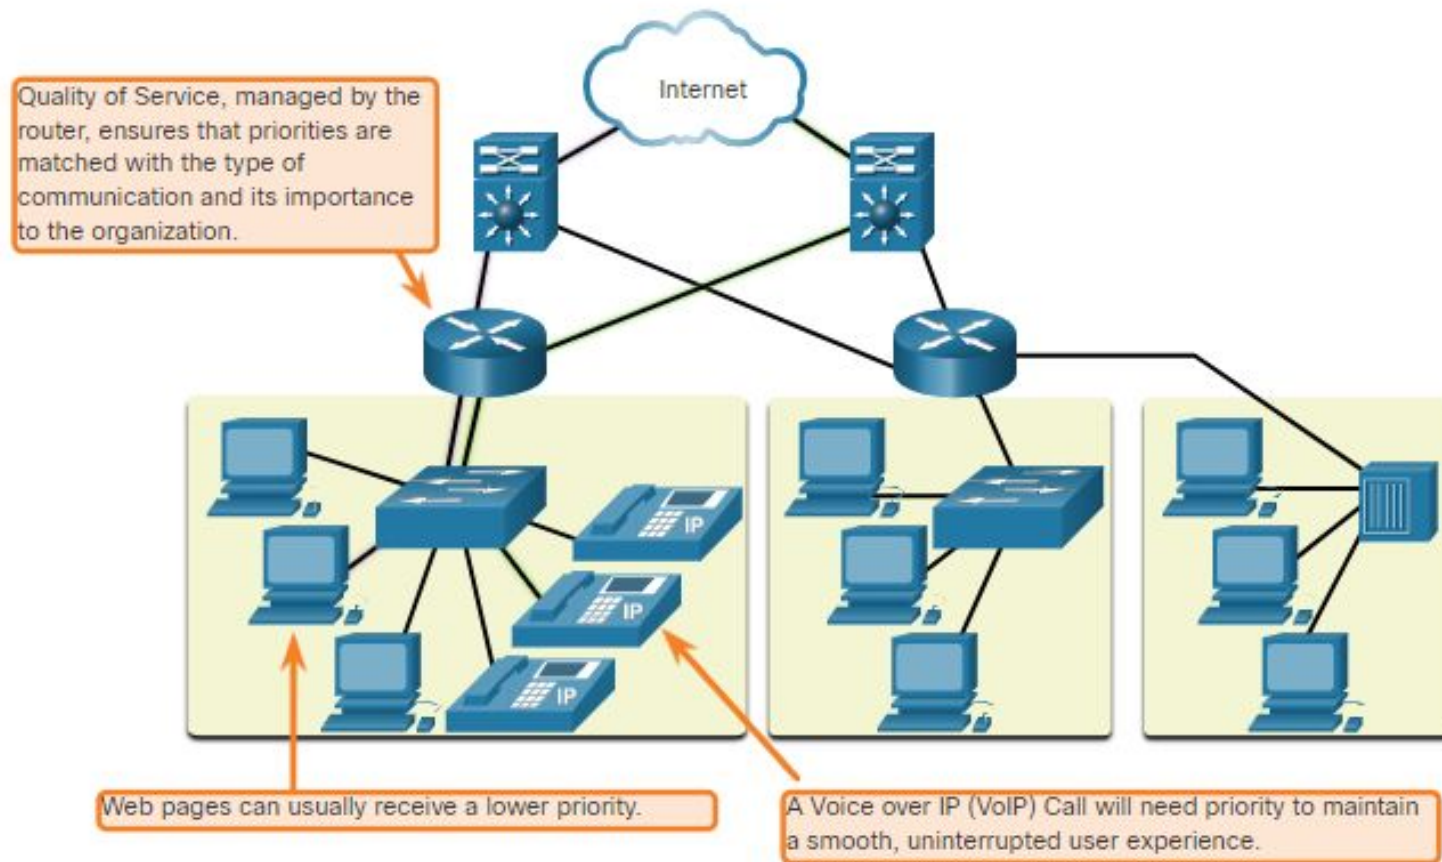 Internet
Quality of Service, managed by the
router, ensures that priorities are
matched with the type of
communication and its importance
to the organization.
IP
IP
IP
Web pages can usually receive a lower priority.
A Voice over IP (VoIP) Call will need priority to maintain
a smooth, uninterrupted user experience.